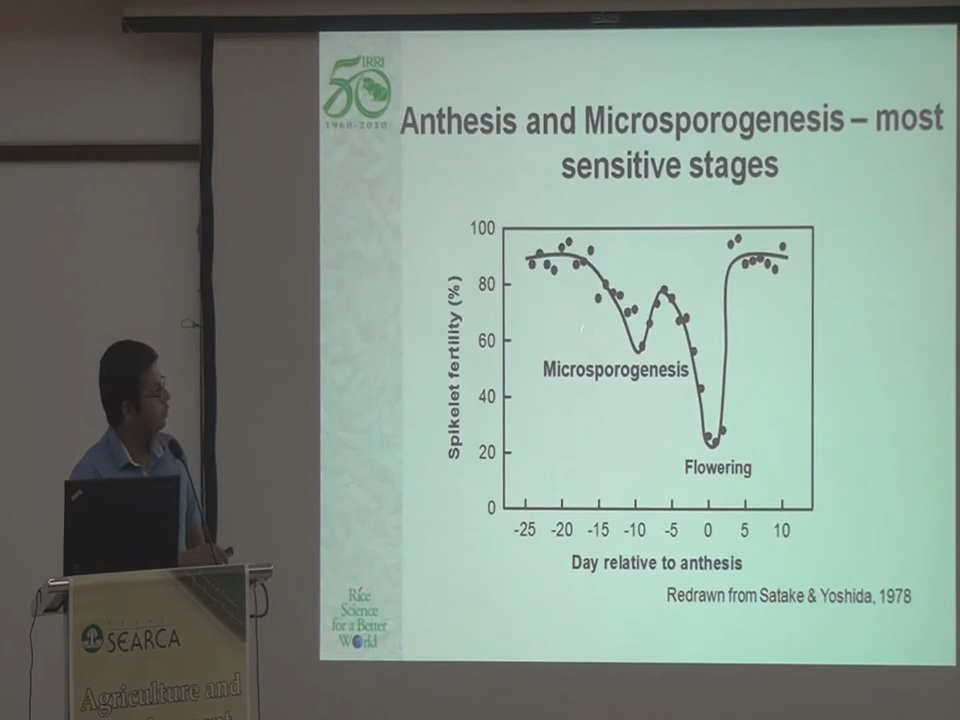 IRRI
50
1960-2010
Anthesis and Microsporogenesis – most
sensitive stages
100
80
60
40
20
0
Spikelet fertility (%)
Microsporogenesis
Flowering
-25 -20 -15 -10 -5 0 5 10
Day relative to anthesis
Redrawn from Satake & Yoshida, 1978
Rice
Science
for a Better
World
SEARCA
Agriculture and